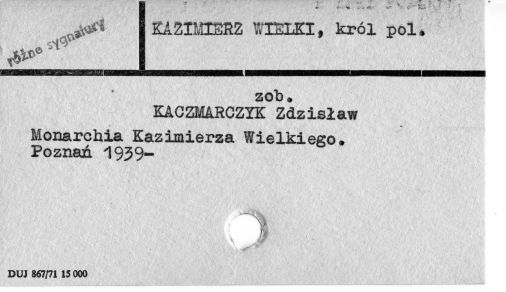 różne sygnatury
KAZIMIERZ WIELKI, król pol.
zob.
KACZMARCZYK Zdzisław
Monarchia Kazimierza Wielkiego.
Poznań 1939-
DUJ 867/71 15 000